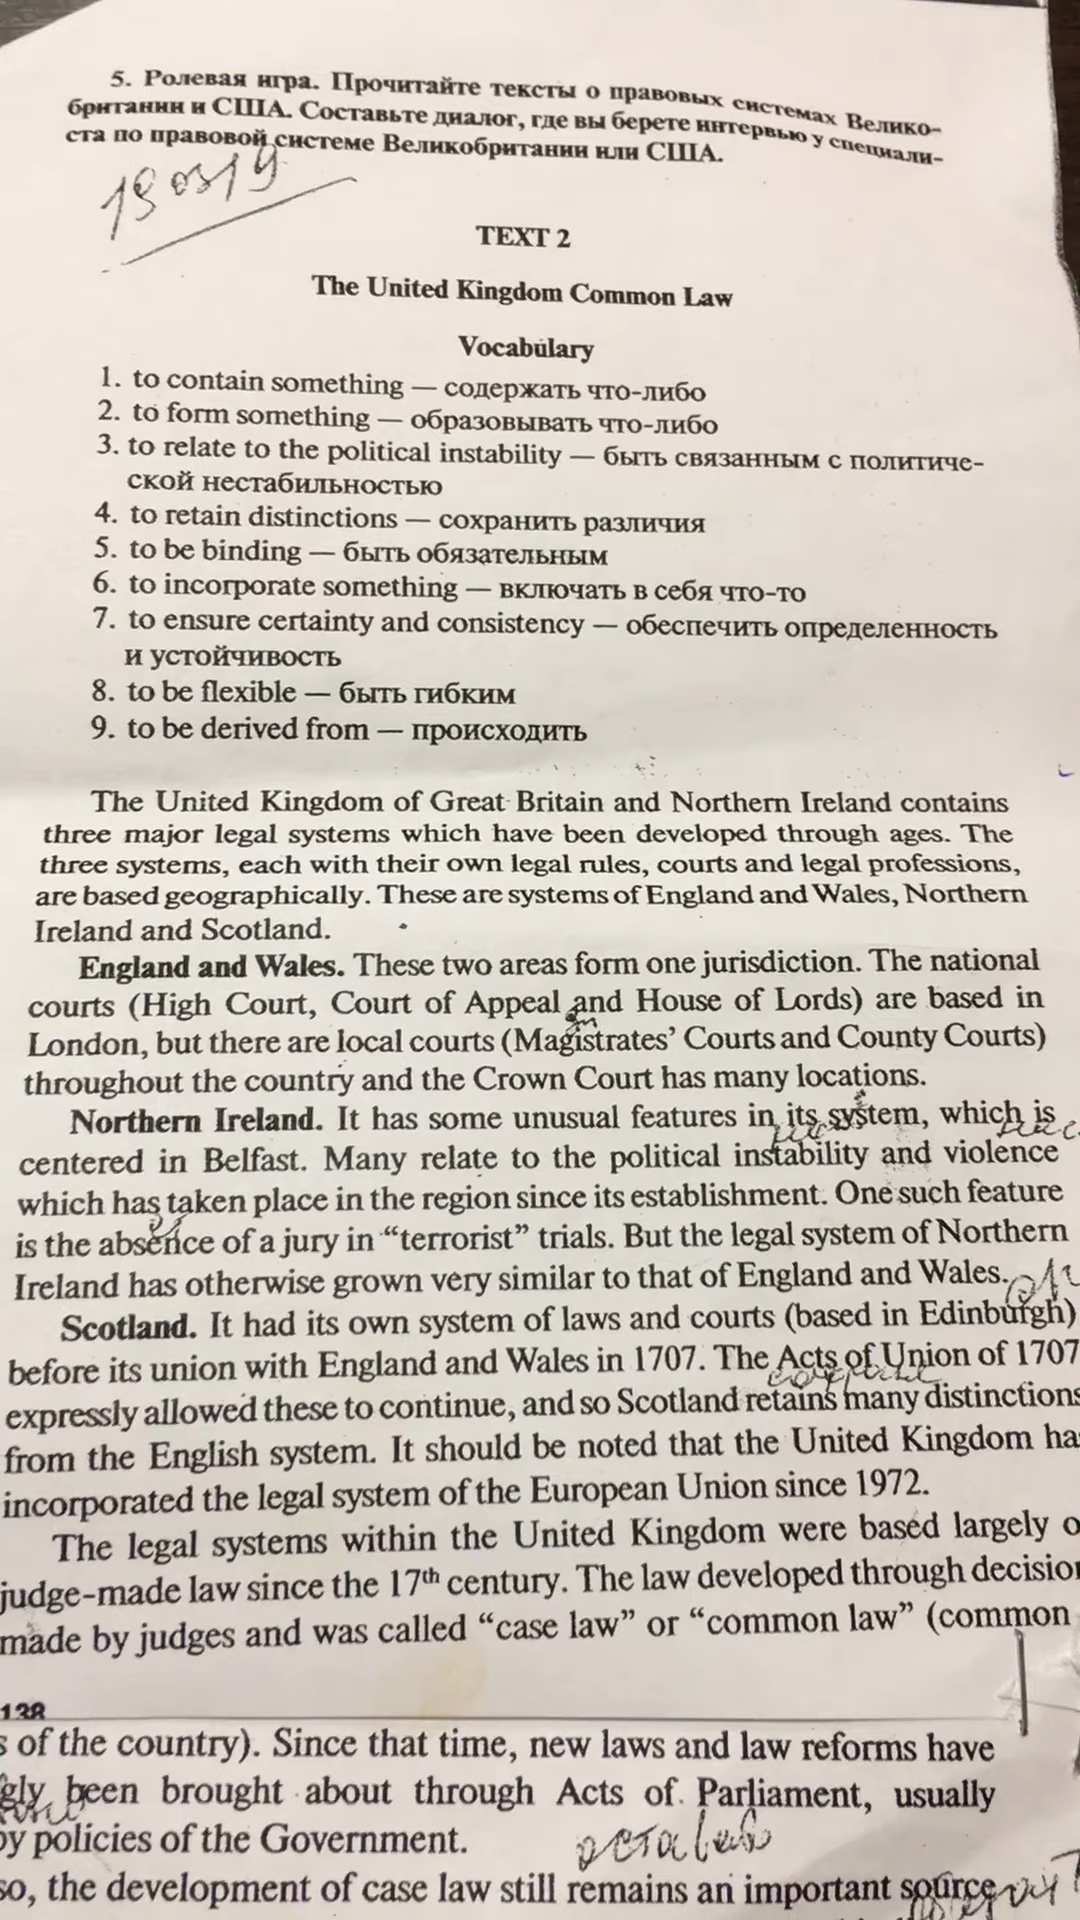 5. Ролевая игра. Прочитайте тексты о правовых системах Велико-
британии и США. Составьте диалог, где вы берете интервью у специали-
ста по правовой системе Великобритании или США.
TEXT 2
The United Kingdom Common Law
Vocabulary
1. to contain something — содержать что-либо
2. to form something — образовывать что-либо
3. to relate to the political instability — быть связанным с политиче-
ской нестабильностью
4. to retain distinctions — сохранить различия
5. to be binding — быть обязательным
6. to incorporate something — включать в себя что-то
7. to ensure certainty and consistency — обеспечить определенность
и устойчивость
8. to be flexible — быть гибким
9. to be derived from — происходить
The United Kingdom of Great Britain and Northern Ireland contains
three major legal systems which have been developed through ages. The
three systems, each with their own legal rules, courts and legal professions,
are based geographically. These are systems of England and Wales, Northern
Ireland and Scotland.
England and Wales. These two areas form one jurisdiction. The national
courts (High Court, Court of Appeal and House of Lords) are based in
London, but there are local courts (Magistrates’ Courts and County Courts)
throughout the country and the Crown Court has many locations.
Northern Ireland. It has some unusual features in its system, which is
centered in Belfast. Many relate to the political instability and violence
which has taken place in the region since its establishment. One such feature
is the absence of a jury in “terrorist” trials. But the legal system of Northern
Ireland has otherwise grown very similar to that of England and Wales.
Scotland. It had its own system of laws and courts (based in Edinburgh)
before its union with England and Wales in 1707. The Acts of Union of 1707
expressly allowed these to continue, and so Scotland retains many distinctions
from the English system. It should be noted that the United Kingdom ha
incorporated the legal system of the European Union since 1972.
The legal systems within the United Kingdom were based largely o
judge-made law since the 17th century. The law developed through decision
made by judges and was called “case law” or “common law” (common
138
s of the country). Since that time, new laws and law reforms have
gly been brought about through Acts of Parliament, usually
by policies of the Government.
so, the development of case law still remains an important source